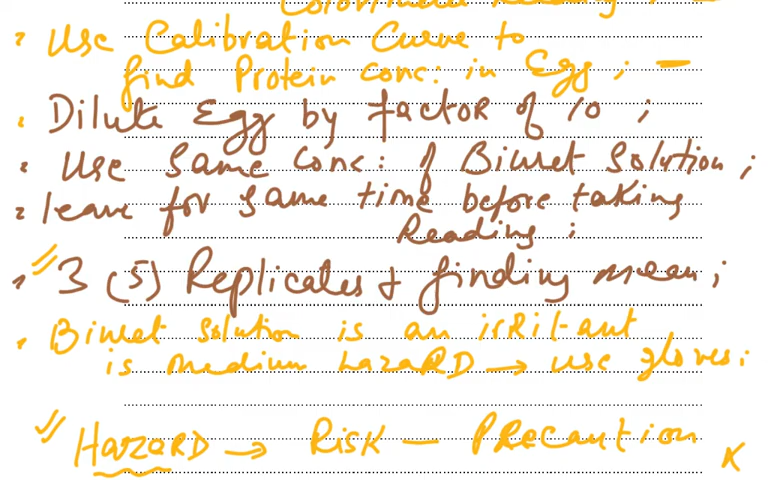 Colorimeter Reading ;
• Use Calibration Curve to
find Protein conc: in Egg ; —
• Dilute Egg by factor of 10 ;
• Use Same Conc: of Biuret Solution ;
• leave for same time before taking
Reading ;
• 3 (5) Replicates & finding mean ;
• Biuret Solution is an irritant
is medium hazard → use gloves ;
Hazard → Risk — Precaution